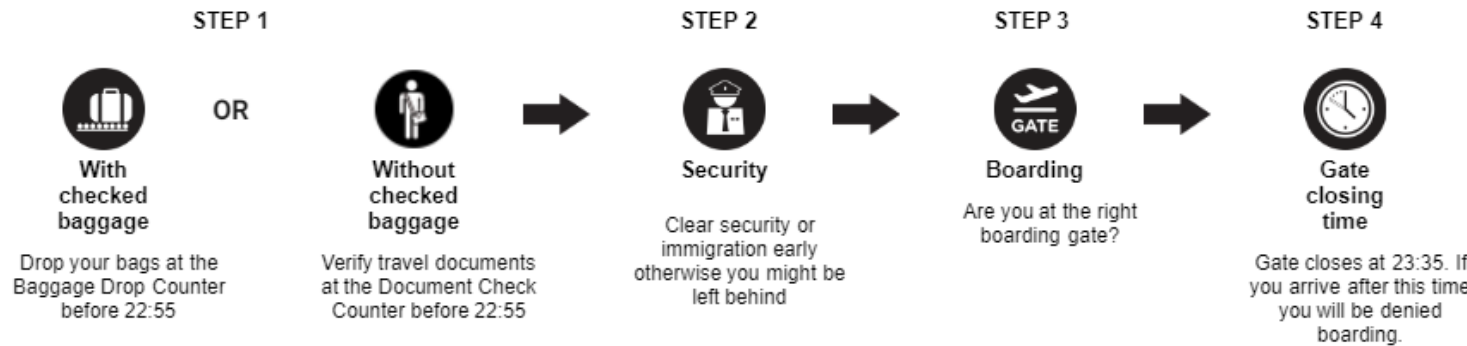 STEP 1
With
checked
baggage
Drop your bags at the
Baggage Drop Counter
before 22:55
OR
Without
checked
baggage
Verify travel documents
at the Document Check
Counter before 22:55
STEP 2
Security
Clear security or
immigration early
otherwise you might be
left behind
STEP 3
GATE
Boarding
Are you at the right
boarding gate?
STEP 4
Gate
closing
time
Gate closes at 23:35. If
you arrive after this time
you will be denied
boarding.